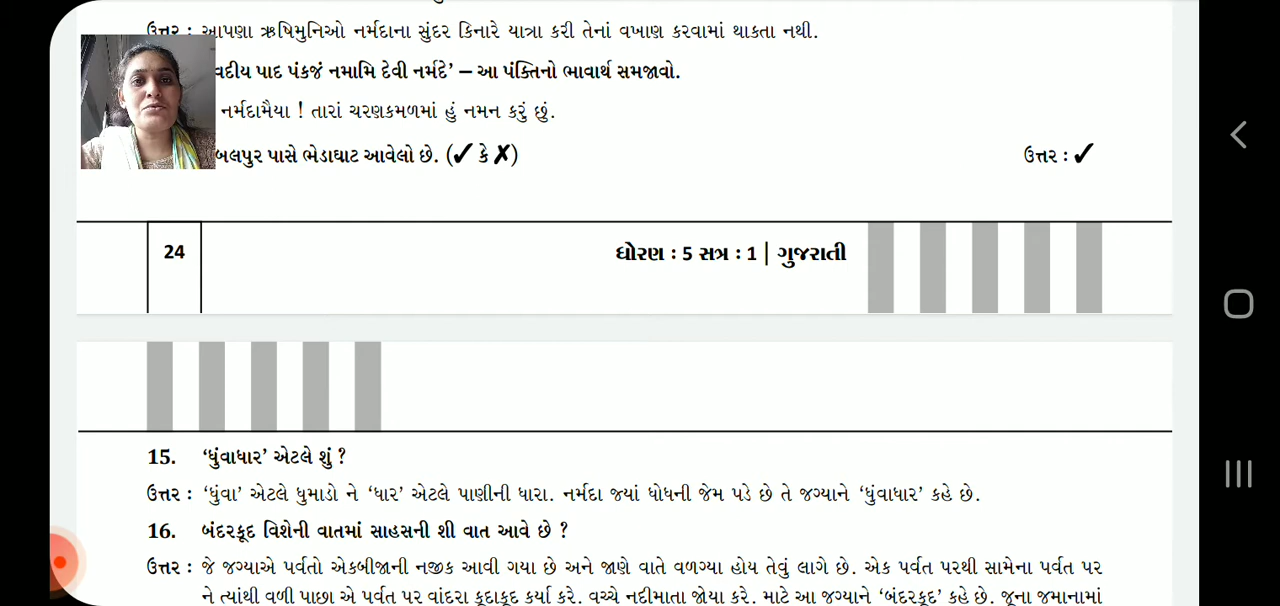 ઉત્તર : આપણા ઋષિમુનિઓ નર્મદાના સુંદર કિનારે યાત્રા કરી તેનાં વખાણ કરવામાં થાકતા નથી.
વદીય પાદ પંકજં નમામિ દેવી નર્મદે’ – આ પંક્તિનો ભાવાર્થ સમજાવો.
નર્મદામૈયા ! તારાં ચરણકમળમાં હું નમન કરું છું.
બલપુર પાસે ભેડાઘાટ આવેલો છે. (✓ કે ✗) ઉત્તર : ✓
24 ધોરણ : 5 સત્ર : 1 | ગુજરાતી
15. ‘ધુંવાધાર’ એટલે શું ?
ઉત્તર : ‘ધુંવા’ એટલે ધુમાડો ને ‘ધાર’ એટલે પાણીની ધારા. નર્મદા જ્યાં ધોધની જેમ પડે છે તે જગ્યાને ‘ધુંવાધાર’ કહે છે.
16. બંદરકૂદ વિશેની વાતમાં સાહસની શી વાત આવે છે ?
ઉત્તર : જે જગ્યાએ પર્વતો એકબીજાની નજીક આવી ગયા છે અને જાણે વાતે વળગ્યા હોય તેવું લાગે છે. એક પર્વત પરથી સામેના પર્વત પર
ને ત્યાંથી વળી પાછા એ પર્વત પર વાંદરા કૂદાકૂદ કર્યા કરે. વચ્ચે નદીમાતા જોયા કરે. માટે આ જગ્યાને ‘બંદરકૂદ’ કહે છે. જૂના જમાનામાં